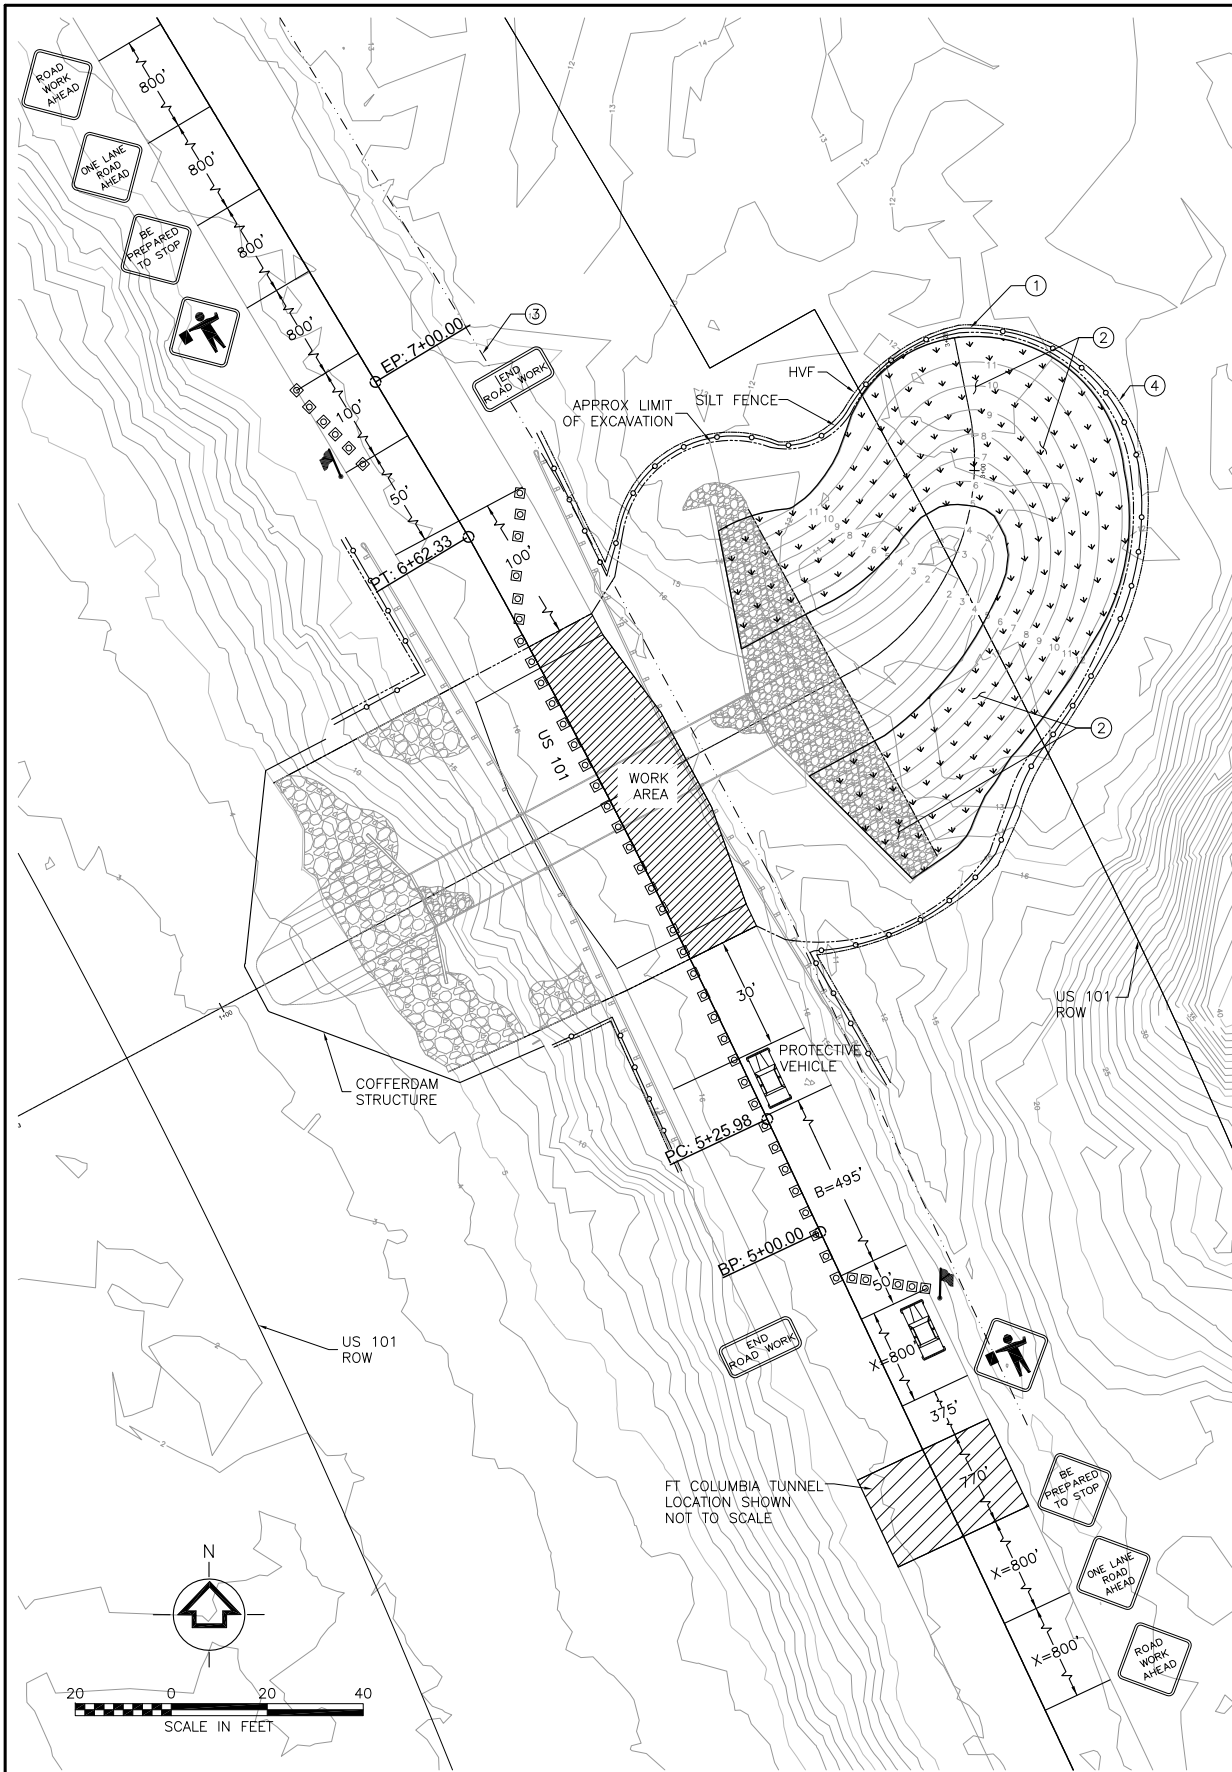 ROAD
WORK
AHEAD
800'
ONE LANE
ROAD
AHEAD
800'
BE
PREPARED
TO STOP
800'
800'
EP: 7+00.00
3
END
ROAD WORK
100'
50'
PT: 6+62.33
100'
1
2
4
HVF
SILT FENCE
APPROX LIMIT
OF EXCAVATION
2
US 101
WORK
AREA
30'
PROTECTIVE
VEHICLE
US 101
ROW
1+00
COFFERDAM
STRUCTURE
PC: 5+25.98
B=495'
BP: 5+00.00
50'
END
ROAD WORK
X=800'
US 101
ROW
375'
FT COLUMBIA TUNNEL
LOCATION SHOWN
NOT TO SCALE
770'
BE
PREPARED
TO STOP
X=800'
ONE LANE
ROAD
AHEAD
X=800'
ROAD
WORK
AHEAD
N
20 0 20 40
SCALE IN FEET